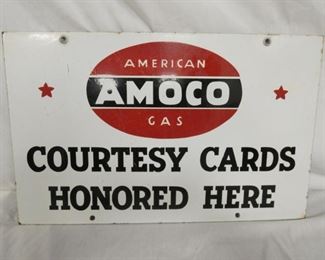 AMERICAN
AMOCO
GAS
COURTESY CARDS
HONORED HERE